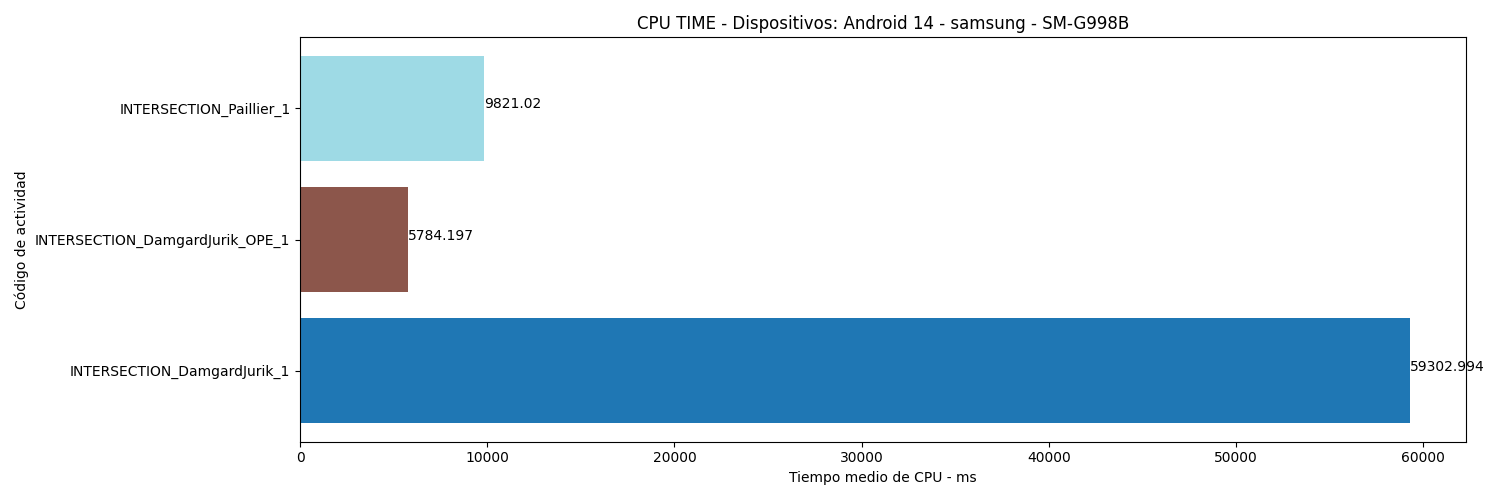 CPU TIME - Dispositivos: Android 14 - samsung - SM-G998B
Código de actividad
INTERSECTION_Paillier_1
9821.02
INTERSECTION_DamgardJurik_OPE_1
5784.197
INTERSECTION_DamgardJurik_1
59302.994
0 10000 20000 30000 40000 50000 60000
Tiempo medio de CPU - ms